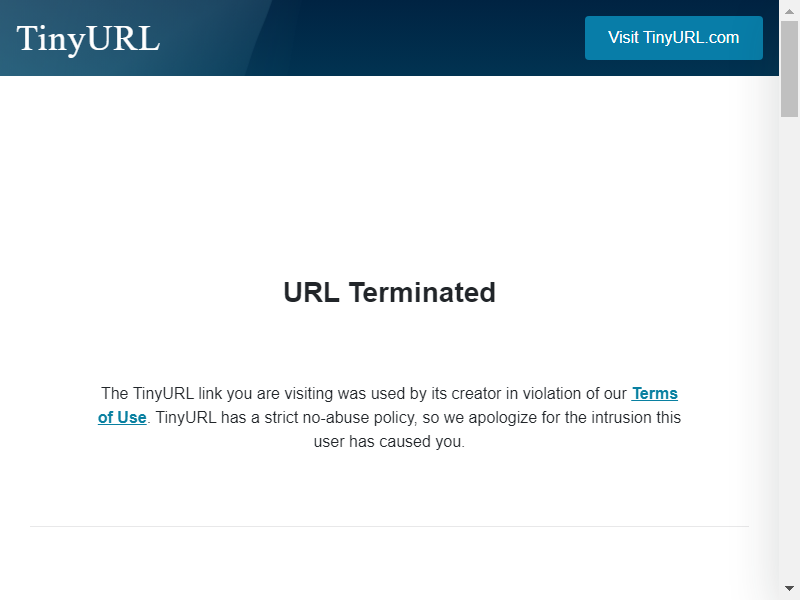 TinyURL
Visit TinyURL.com
URL Terminated
The TinyURL link you are visiting was used by its creator in violation of our Terms
of Use. TinyURL has a strict no-abuse policy, so we apologize for the intrusion this
user has caused you.